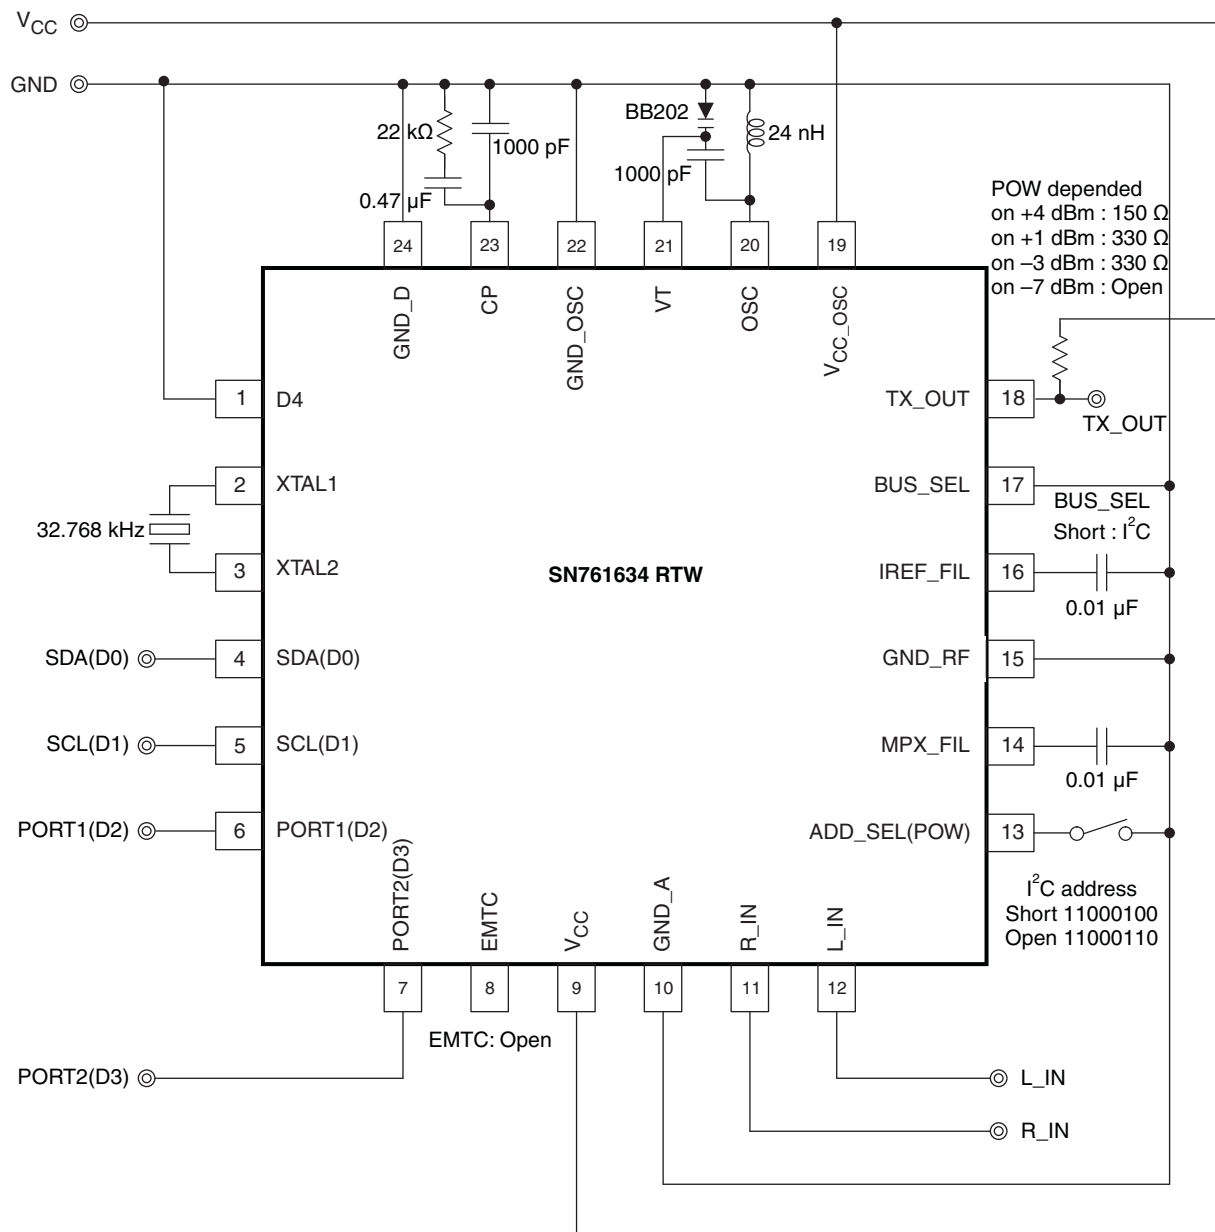 VCC
GND
22 kΩ
1000 pF
0.47 µF
BB202
1000 pF
24 nH
POW depended
on +4 dBm : 150 Ω
on +1 dBm : 330 Ω
on –3 dBm : 330 Ω
on –7 dBm : Open
24
23
22
21
20
19
GND_D
CP
GND_OSC
VT
OSC
VCC_OSC
1
D4
TX_OUT
18
TX_OUT
2
XTAL1
BUS_SEL
17
BUS_SEL
Short : I²C
32.768 kHz
3
XTAL2
SN761634 RTW
IREF_FIL
16
0.01 µF
SDA(D0)
4
SDA(D0)
GND_RF
15
SCL(D1)
5
SCL(D1)
MPX_FIL
14
0.01 µF
PORT1(D2)
6
PORT1(D2)
ADD_SEL(POW)
13
I²C address
Short 11000100
Open 11000110
PORT2(D3)
EMTC
VCC
GND_A
R_IN
L_IN
7
8
9
10
11
12
EMTC: Open
PORT2(D3)
L_IN
R_IN